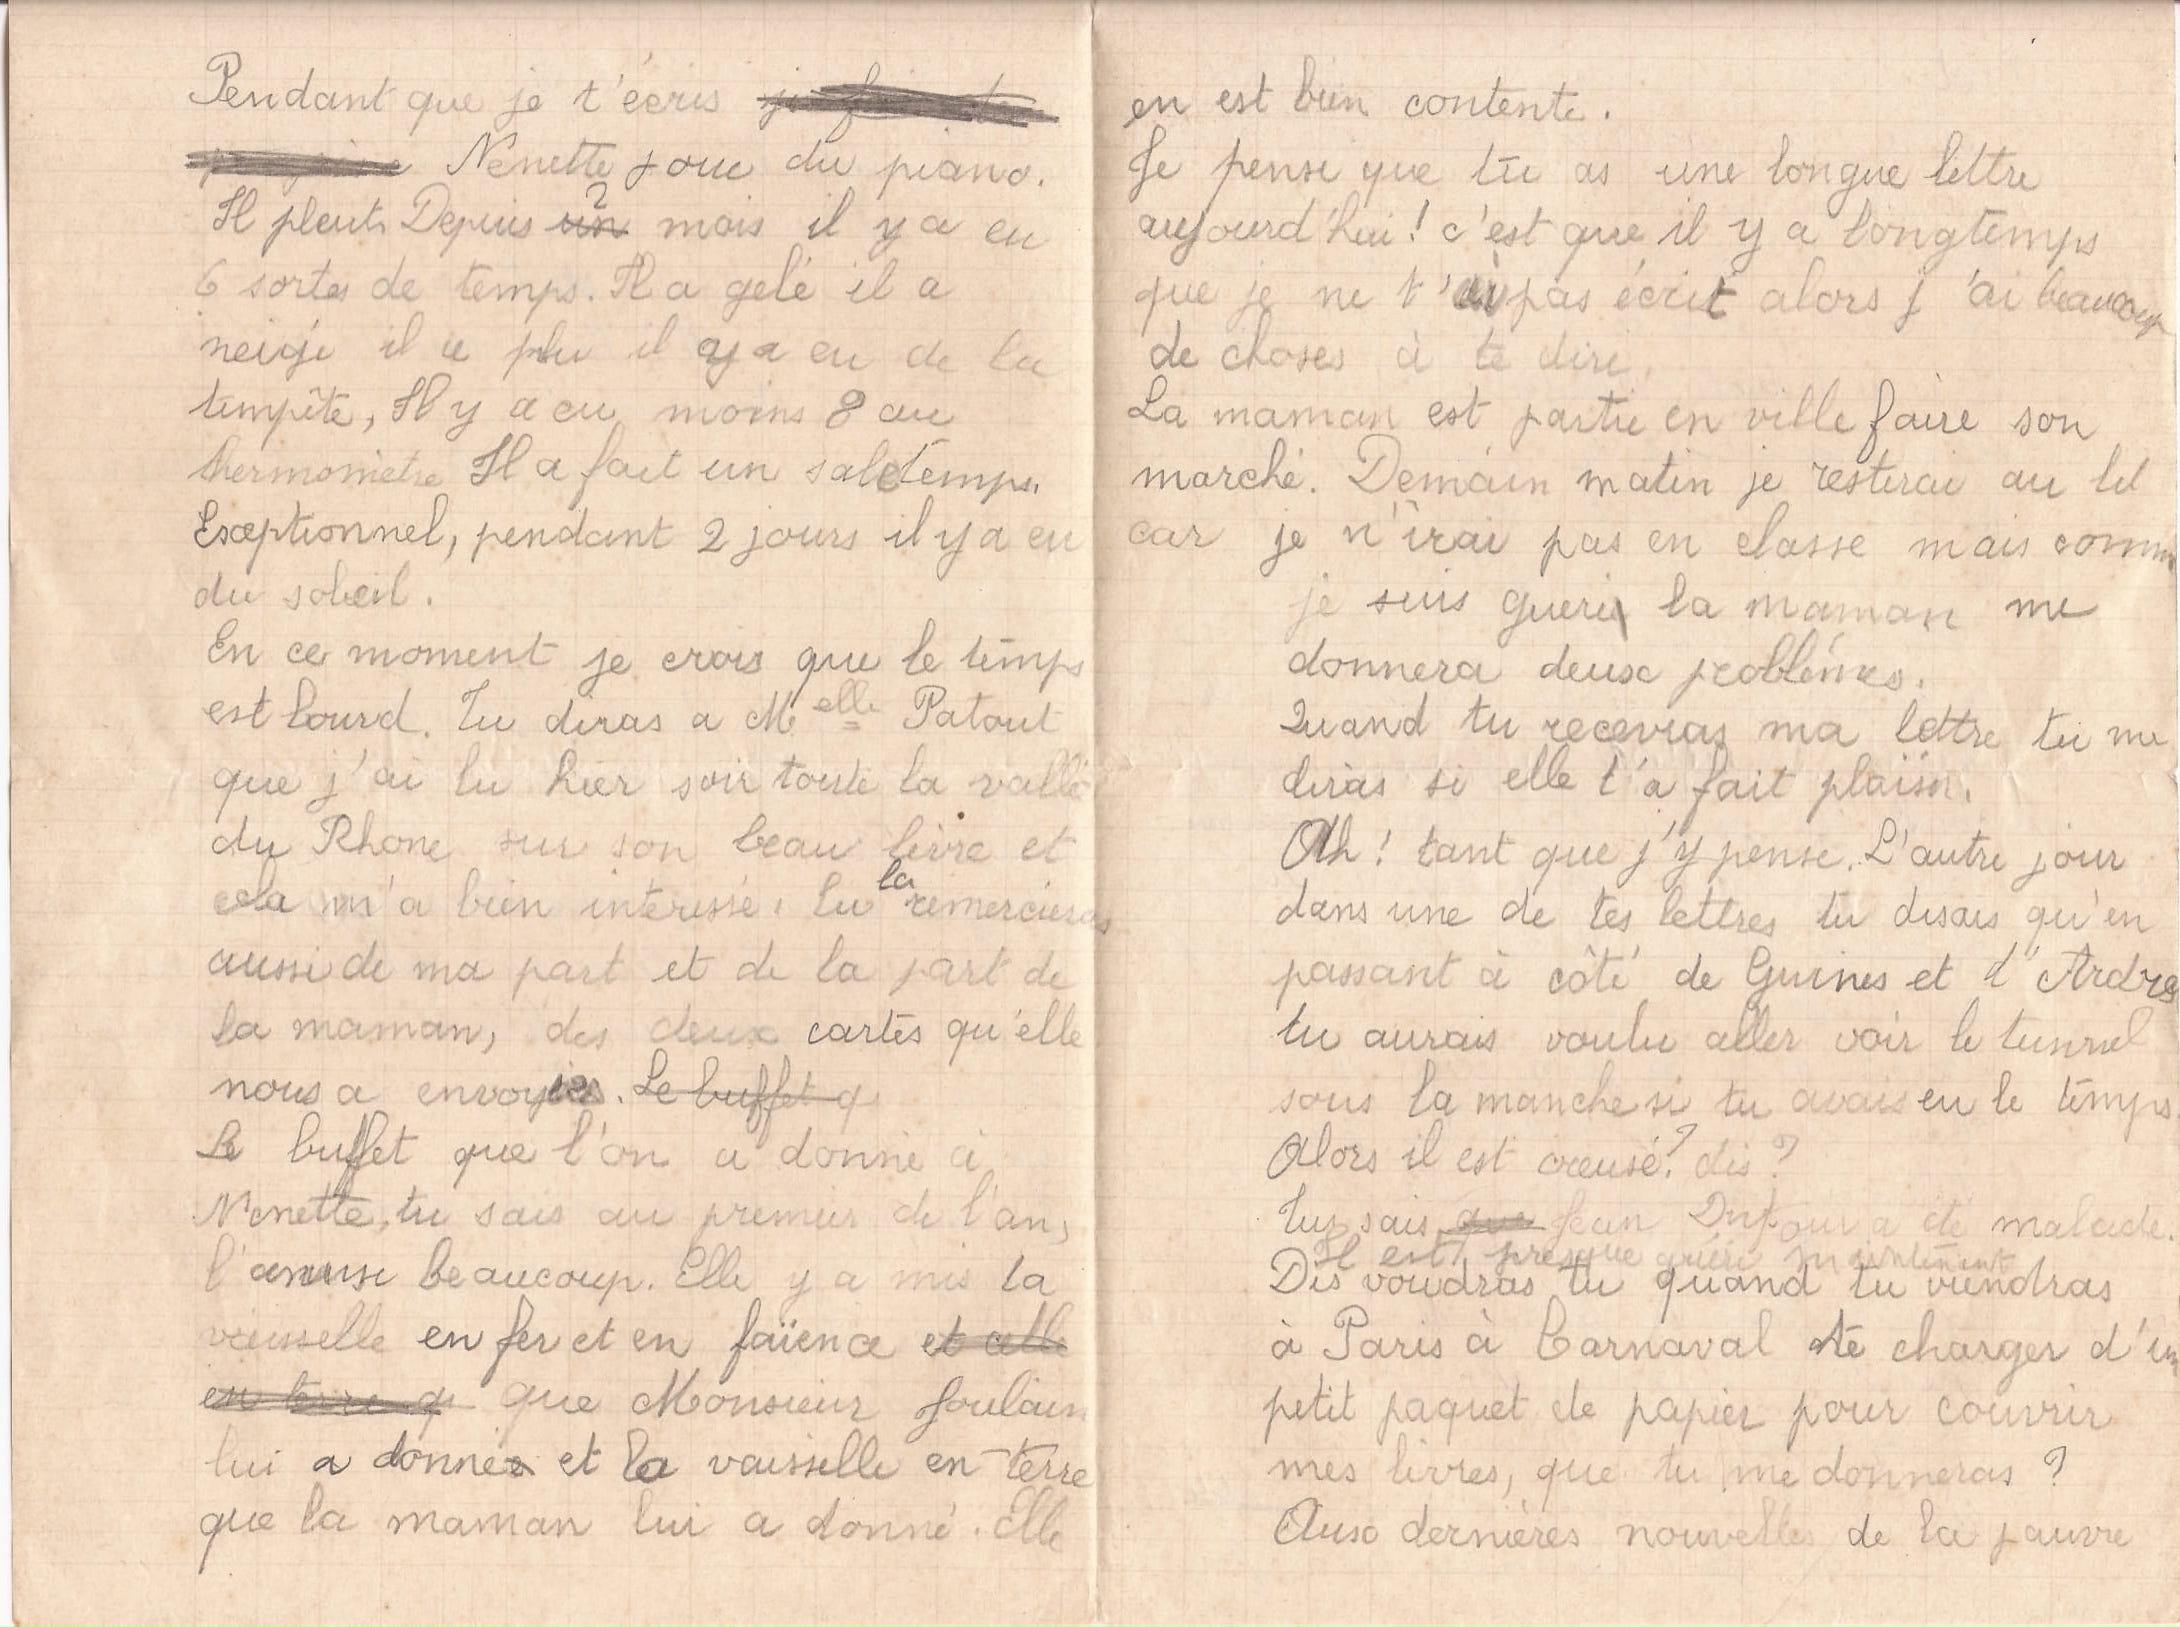 Pendant que je t'écris
Nenette joue du piano.
Il pleut. Depuis un 2 mois il y a eu
6 sortes de temps. Il a gelé il a
neigé il a plu il y a eu de la
tempête, Il y a eu moins 8 au
thermomètre Il a fait un sale temps.
Exceptionnel, pendant 2 jours il y a eu
du soleil.
En ce moment je crois que le temps
est lourd. Tu diras a Melle Patout
que j'ai lu hier soir toute la vallé
du Rhone sur son beau livre et
cela m'a bien intéressé, tu la remercieras
aussi de ma part et de la part de
la maman, des deux cartes qu'elle
nous a envoyées. Le buffet q
Le buffet que l'on a donné à
Nenette, tu sais au premier de l'an,
l'amuse beaucoup. Elle y a mis la
vaisselle en fer et en faïence et celle
en terre q que Monsieur Joulain
lui a donnée et la vaisselle en terre
que la maman lui a donné. Elle
en est bien contente.
Je pense que tu as une longue lettre
aujourd'hui! c'est que il y a longtemps
que je ne t'ai pas écrit alors j'ai beaucoup
de choses à te dire.
La maman est partie en ville faire son
marché. Demain matin je resterai au lit
car je n'irai pas en classe mais comm
je suis gueri la maman me
donnera deux problémes.
Quand tu recevras ma lettre tu me
diras si elle t'a fait plaisir.
Ah! tant que j'y pense. L'autre jour
dans une de tes lettres tu disais qu'en
passant à côté de Guines et d'Ardres
tu aurais voulu aller voir le tunnel
sous la manche si tu avais eu le temps
Alors il est creusé? dis?
Tu sais que Jean Dufour a été malade.
Il est presque guéri maintenant
Dis voudras tu quand tu viendras
à Paris à Carnaval te charger d'un
petit paquet de papier pour couvrir
mes livres, que tu me donneras?
Aux dernières nouvelles de la pauvre